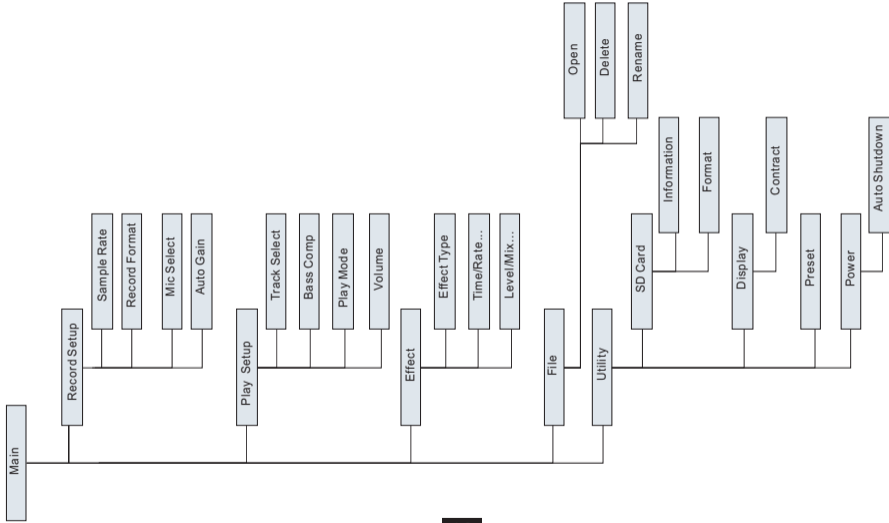 Main
Record Setup
Sample Rate
Record Format
Mic Select
Auto Gain
Play Setup
Track Select
Bass Comp
Play Mode
Volume
Effect
Effect Type
Time/Rate...
Level/Mix...
File
Open
Delete
Rename
Utility
SD Card
Information
Format
Display
Contract
Preset
Power
Auto Shutdown